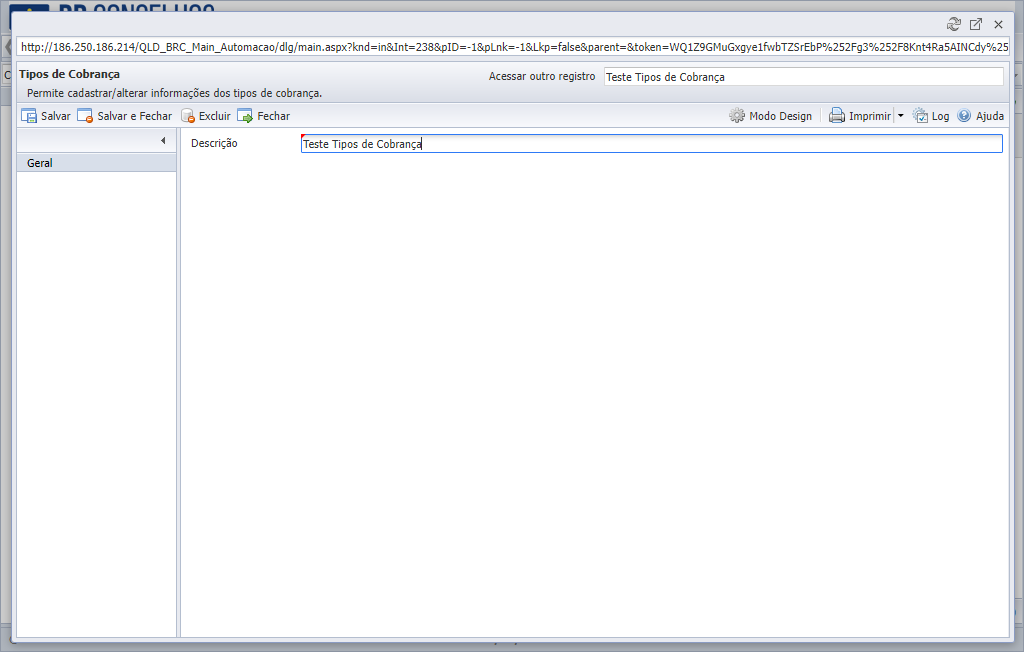 BR CONSELHOS
http://186.250.186.214/QLD_BRC_Main_Automacao/dlg/main.aspx?knd=in&Int=238&pID=-1&pLnk=-1&Lkp=false&parent=&token=WQ1Z9GMuGxgye1fwbTZSrEbP%252Fg3%252F8Knt4Ra5AINCdy%25
Tipos de Cobrança
Acessar outro registro Teste Tipos de Cobrança
Permite cadastrar/alterar informações dos tipos de cobrança.
Salvar Salvar e Fechar Excluir Fechar Modo Design Imprimir Log Ajuda
Descrição Teste Tipos de Cobrança
Geral